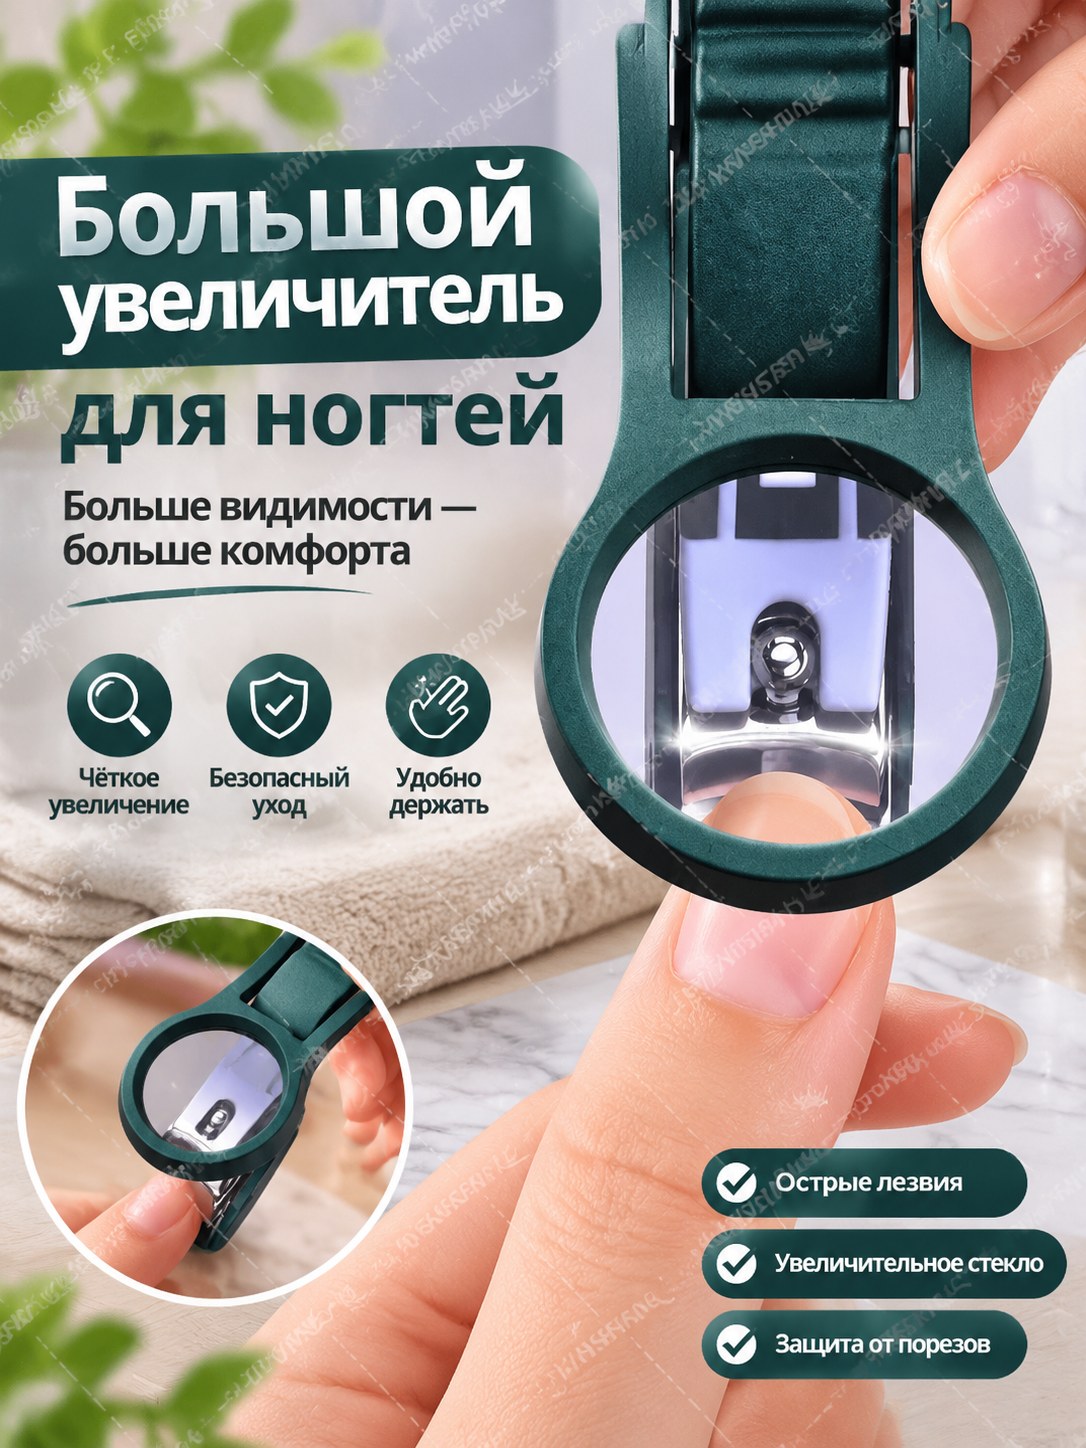 Большой
увеличитель
для ногтей
Больше видимости —
больше комфорта
Чёткое
увеличение
Безопасный
уход
Удобно
держать
Острые лезвия
Увеличительное стекло
Защита от порезов